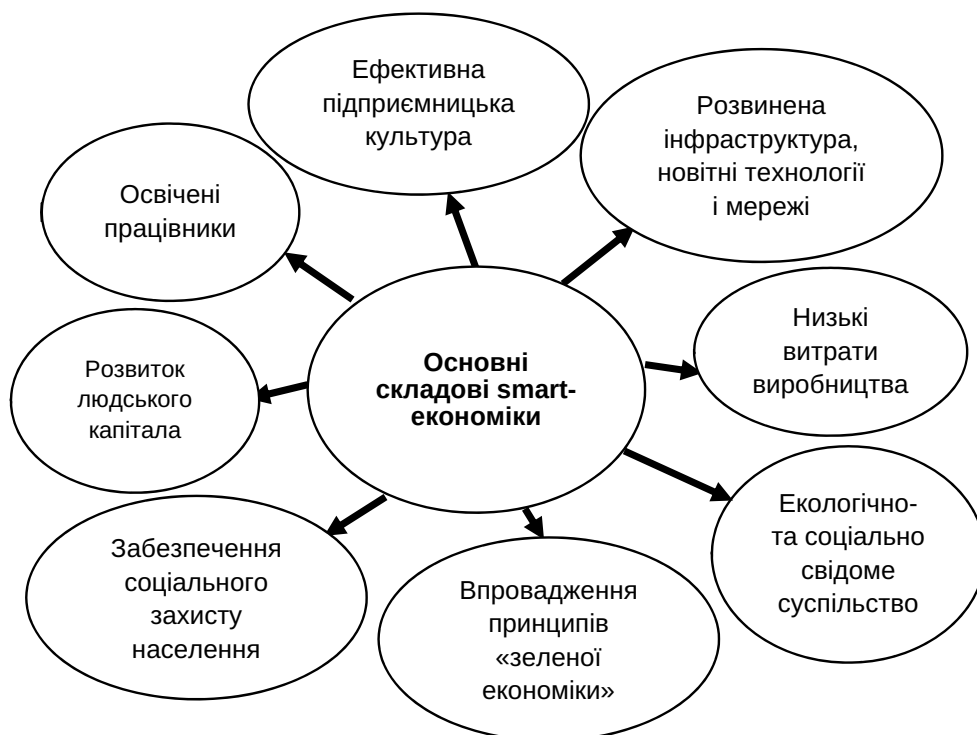 Ефективна
підприємницька
культура
Розвинена
інфраструктура,
новітні технології
і мережі
Освічені
працівники
Низькі
витрати
виробництва
Основні
складові smart-
економіки
Розвиток
людського
капітала
Екологічно-
та соціально
свідоме
суспільство
Забезпечення
соціального
захисту
населення
Впровадження
принципів
«зеленої
економіки»